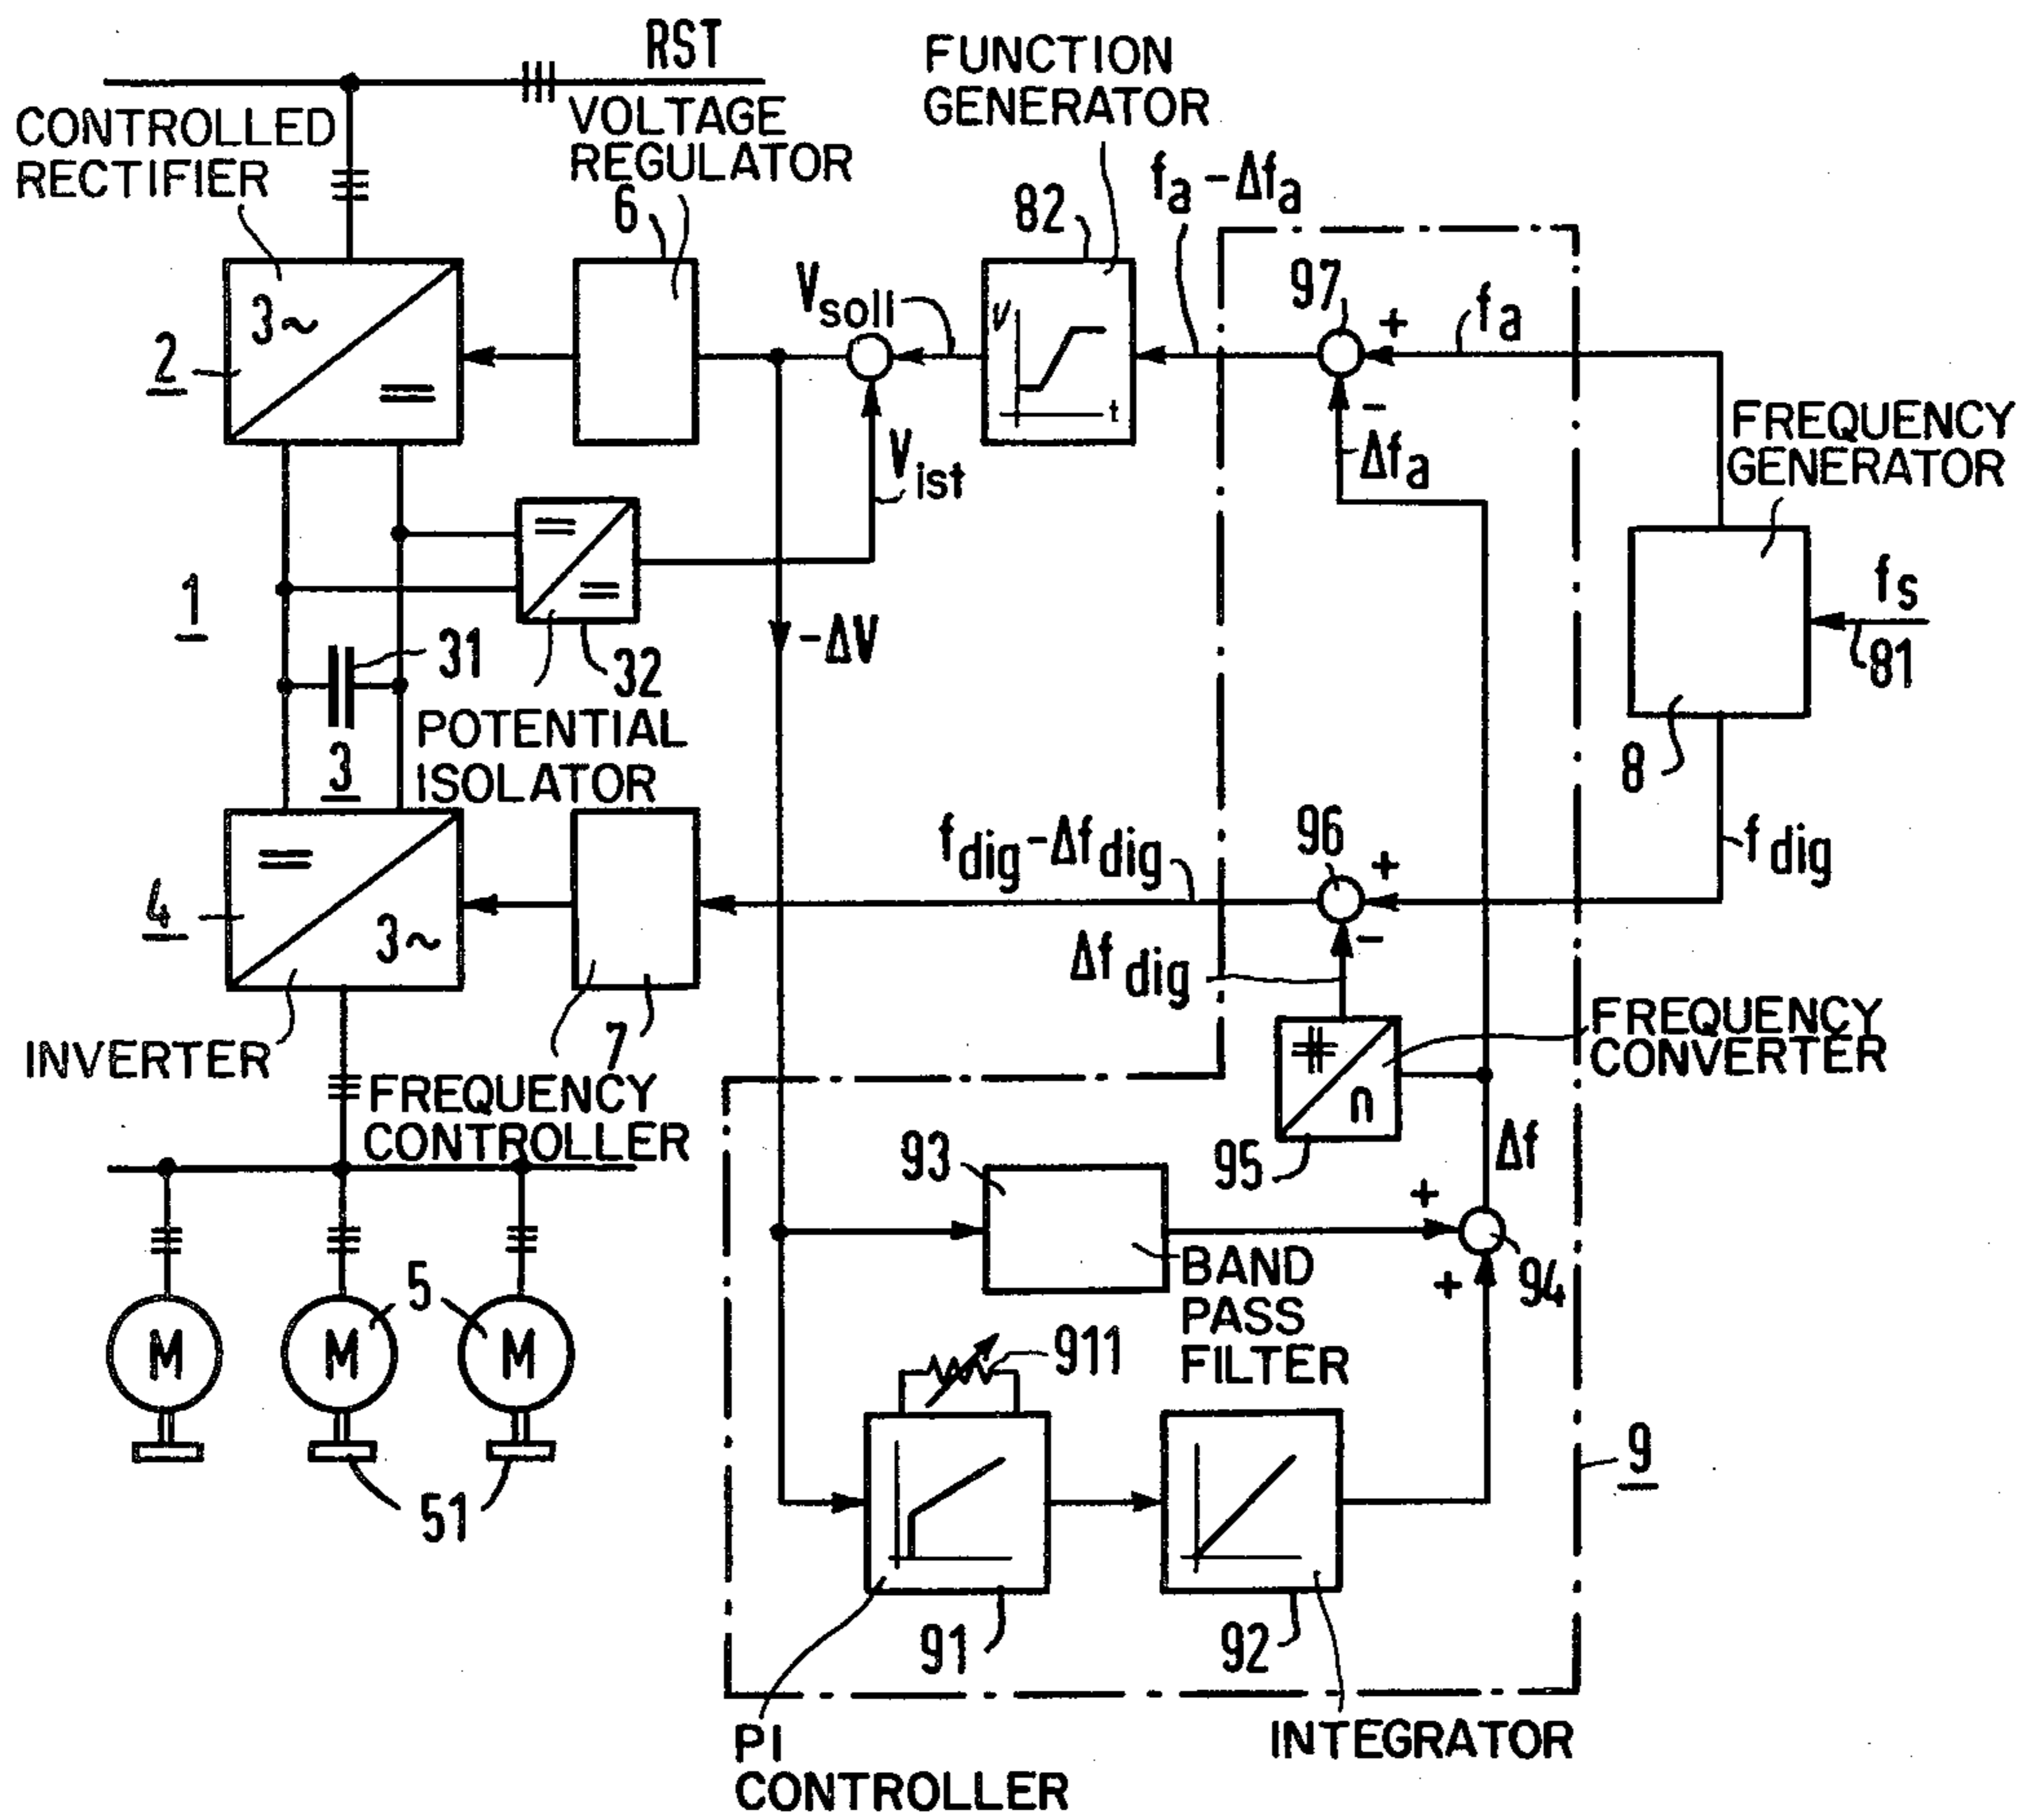 RST
CONTROLLED
RECTIFIER
VOLTAGE
REGULATOR
6
FUNCTION
GENERATOR
82
fa - Δfa
3~
=
2
Vsoll
V
t
97
+
fa
-
Δfa
Vist
FREQUENCY
GENERATOR
=
=
1
31
32
-ΔV
fs
81
8
3
POTENTIAL
ISOLATOR
=
3~
4
fdig - Δfdig
96
+
fdig
-
Δfdig
INVERTER
7
FREQUENCY
CONTROLLER
#
n
95
FREQUENCY
CONVERTER
Δf
93
+
+
94
BAND
PASS
FILTER
5
M
M
M
51
911
91
92
9
PI
CONTROLLER
INTEGRATOR